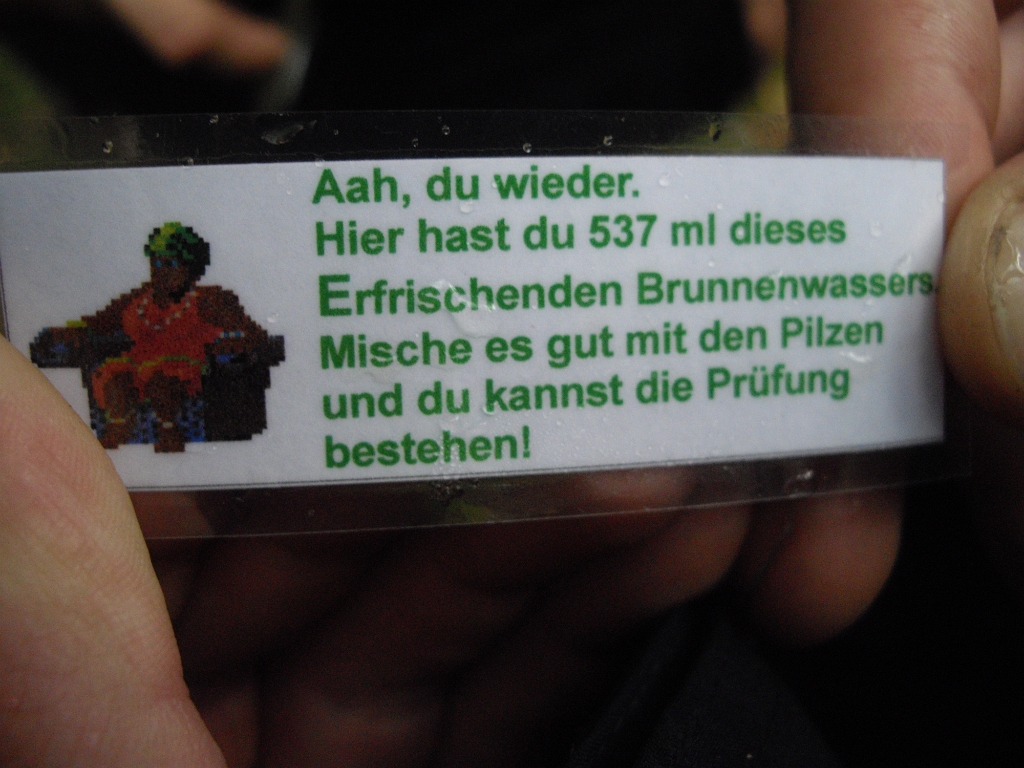 Aah, du wieder.
Hier hast du 537 ml dieses
Erfrischenden Brunnenwassers.
Mische es gut mit den Pilzen
und du kannst die Prüfung
bestehen!